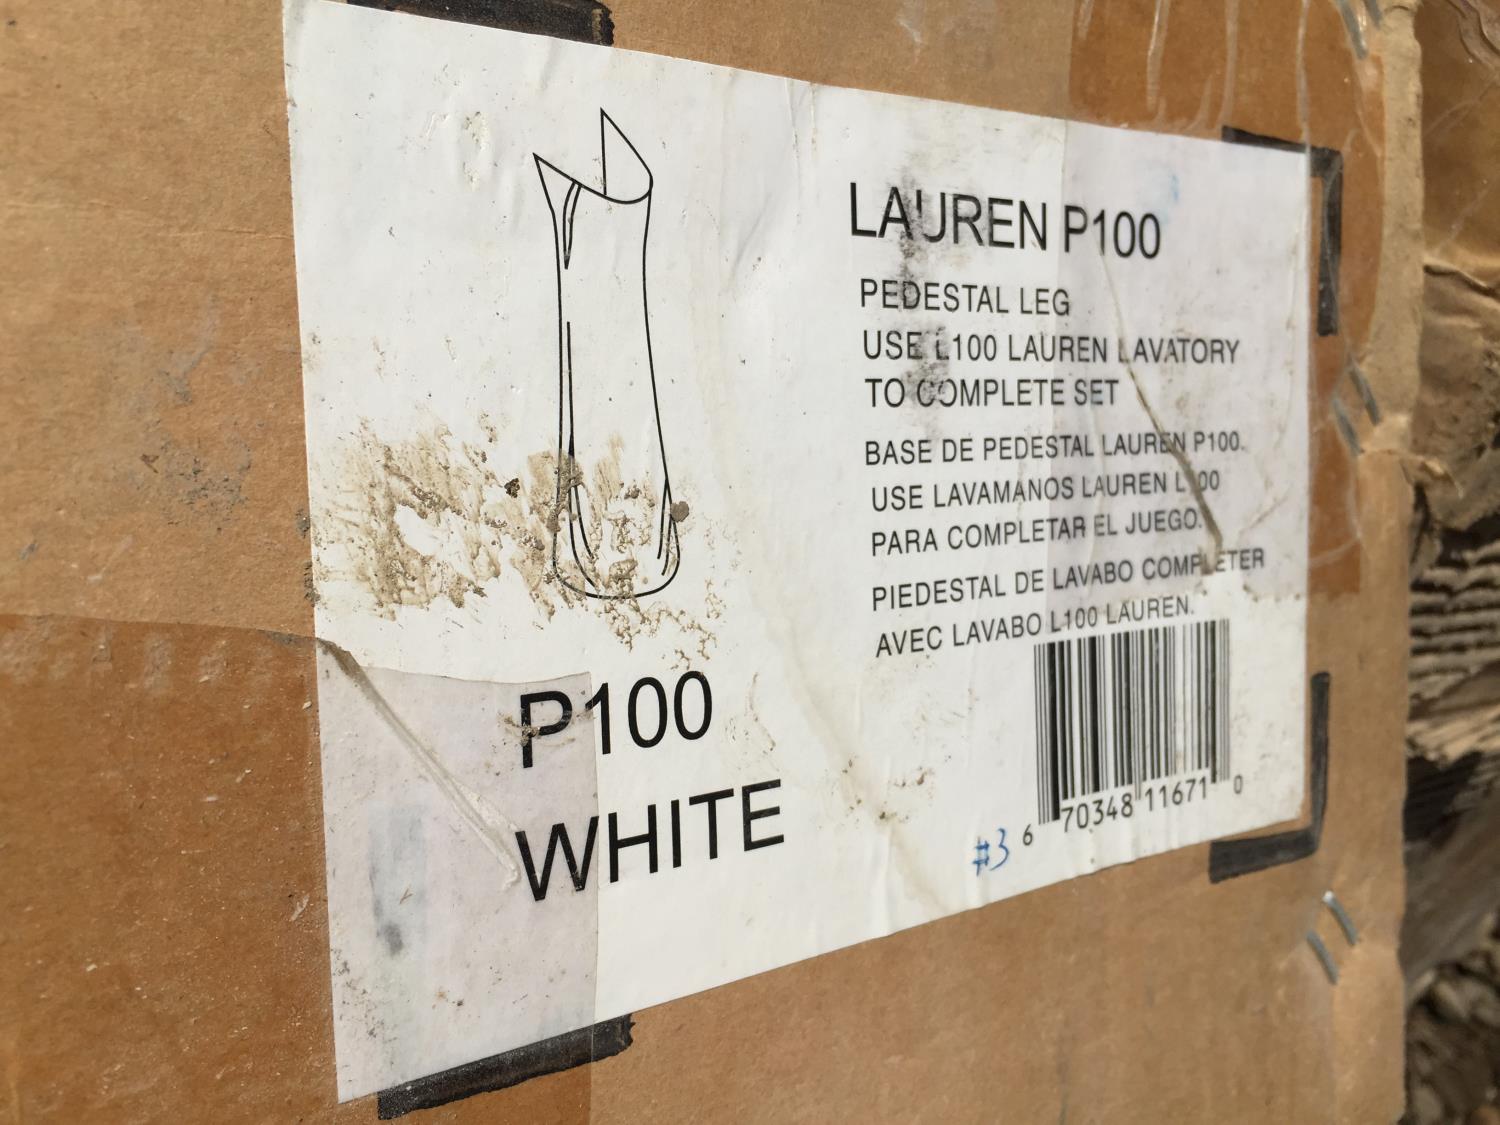 LAUREN P100
PEDESTAL LEG
USE L100 LAUREN LAVATORY
TO COMPLETE SET
BASE DE PEDESTAL LAUREN P100.
USE LAVAMANOS LAUREN L100
PARA COMPLETAR EL JUEGO.
PIEDESTAL DE LAVABO COMPLETER
AVEC LAVABO L100 LAUREN.
6 70348 11671 0
#3
P100
WHITE